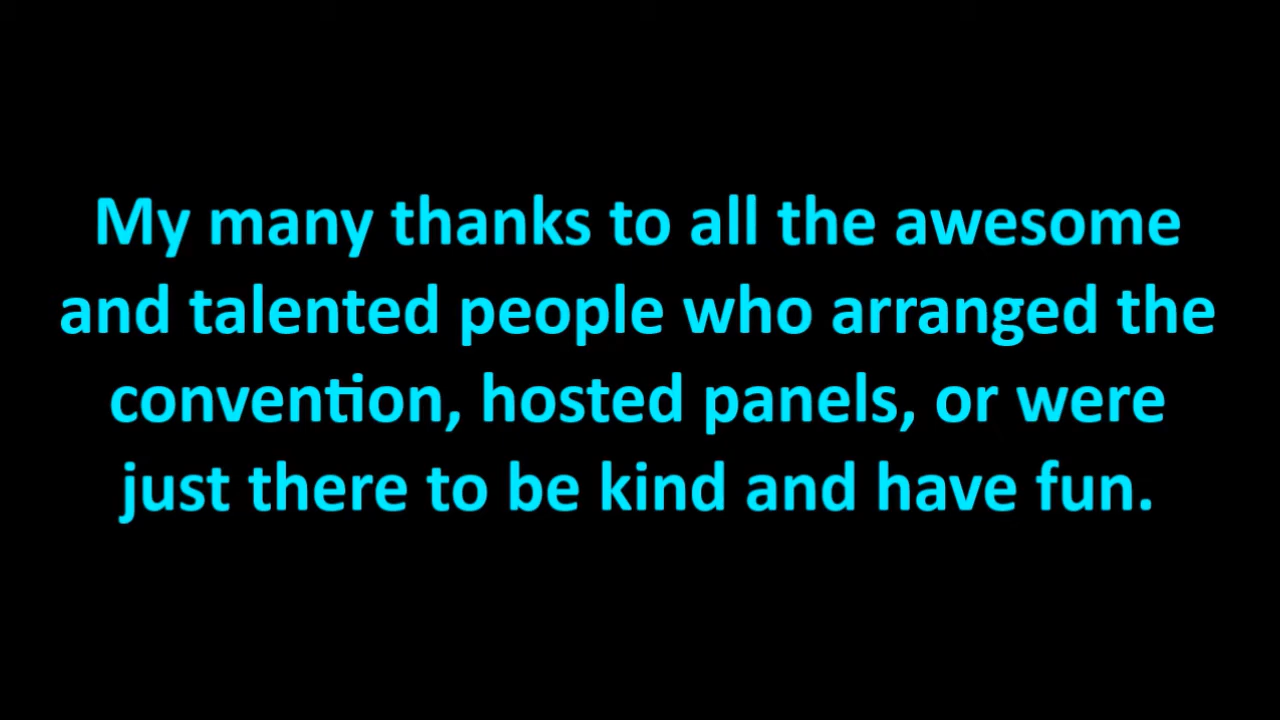 My many thanks to all the awesome
and talented people who arranged the
convention, hosted panels, or were
just there to be kind and have fun.